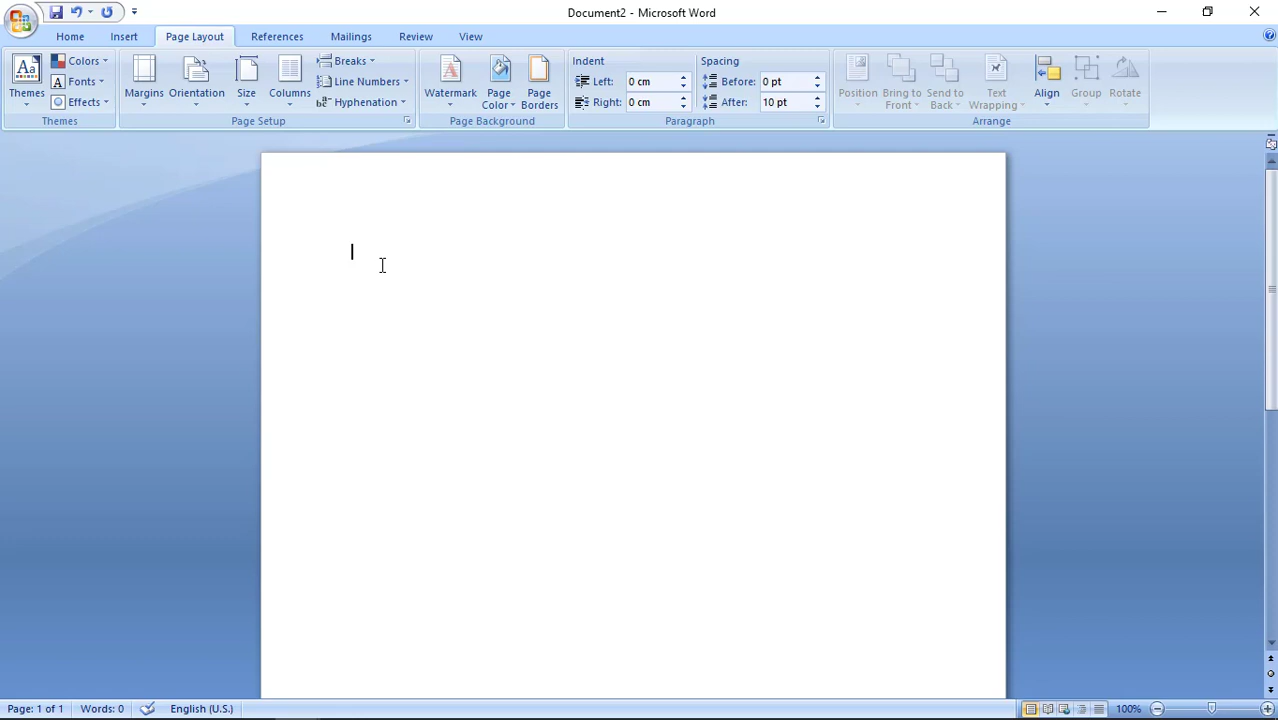 Document2 - Microsoft Word
Home Insert Page Layout References Mailings Review View
Themes
Colors
Fonts
Effects
Themes
Margins
Orientation
Size
Columns
Breaks
Line Numbers
Hyphenation
Page Setup
Watermark
Page Color
Page Borders
Page Background
Indent
Left: 0 cm
Right: 0 cm
Spacing
Before: 0 pt
After: 10 pt
Paragraph
Position
Bring to Front
Send to Back
Text Wrapping
Align
Group
Rotate
Arrange
Page: 1 of 1 Words: 0 English (U.S.) 100%